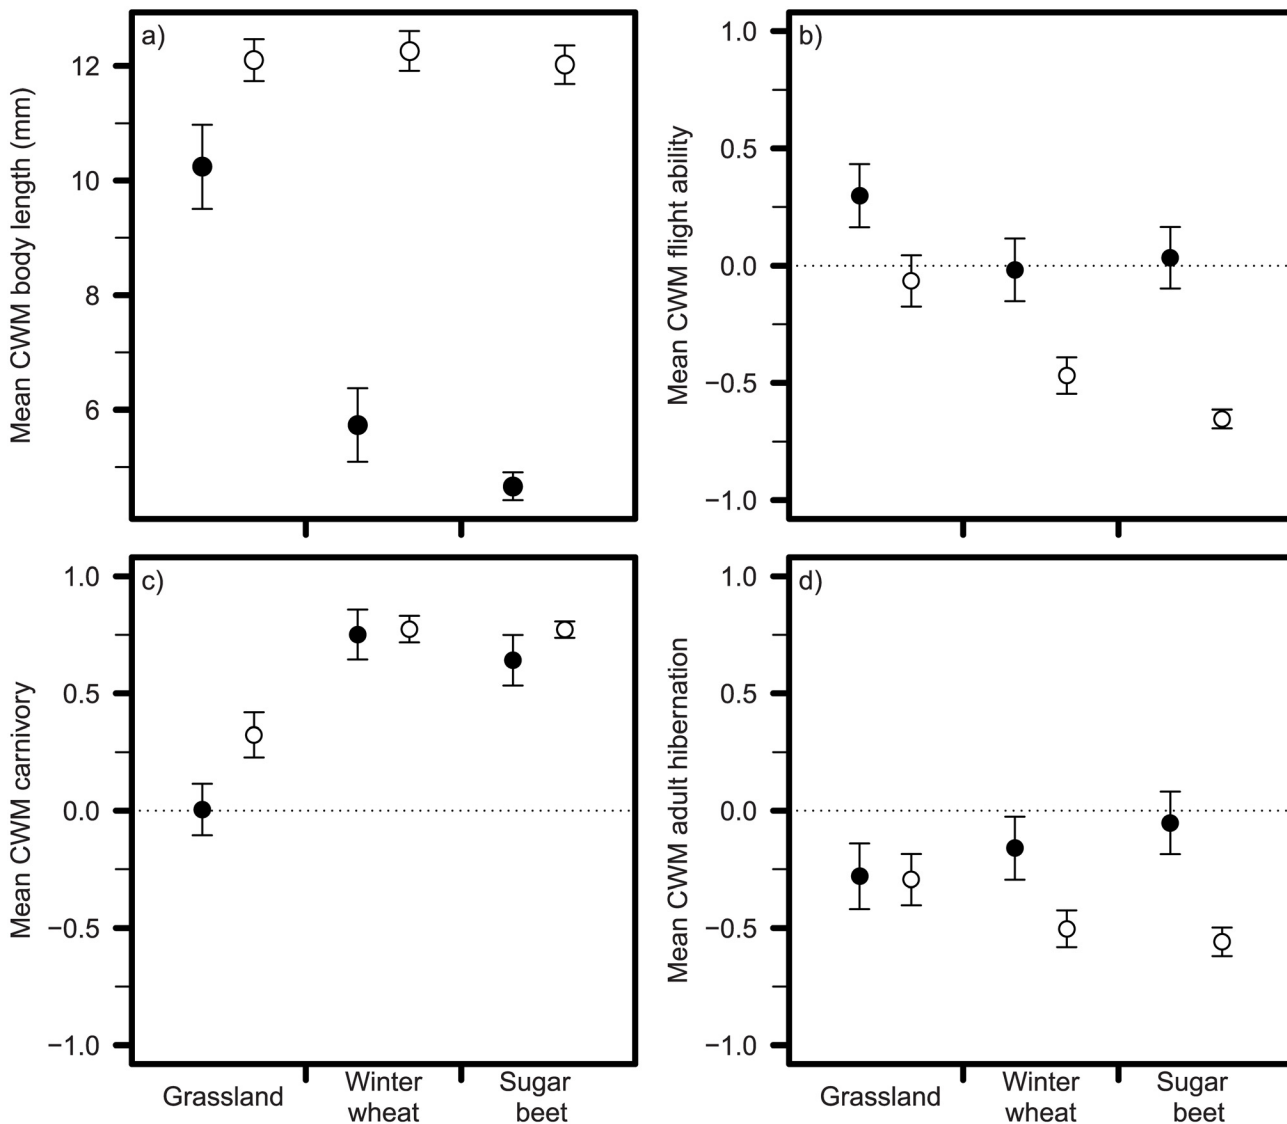 a)
Mean CWM body length (mm)
12
10
8
6
b)
Mean CWM flight ability
1.0
0.5
0.0
−0.5
−1.0
c)
Mean CWM carnivory
1.0
0.5
0.0
−0.5
−1.0
Grassland
Winter
wheat
Sugar
beet
d)
Mean CWM adult hibernation
1.0
0.5
0.0
−0.5
−1.0
Grassland
Winter
wheat
Sugar
beet